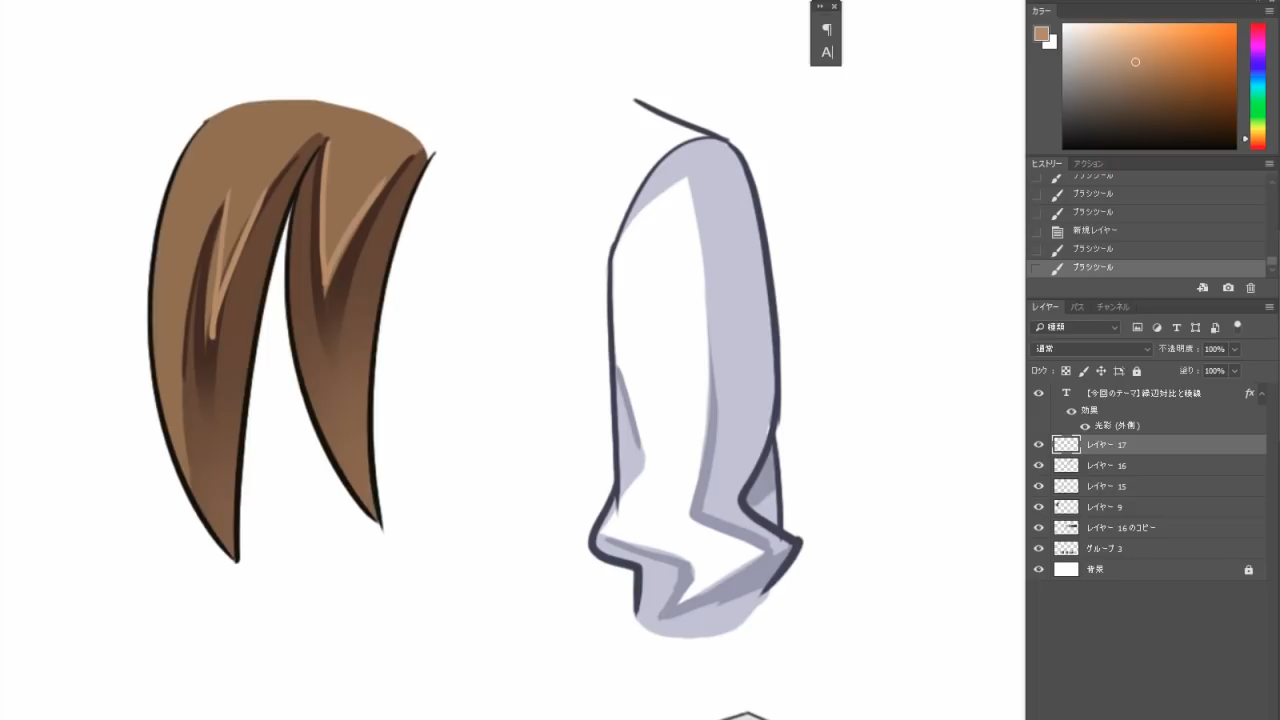 ¶
A|
カラー
ヒストリー アクション
ブラシツール
ブラシツール
ブラシツール
新規レイヤー
ブラシツール
ブラシツール
レイヤー パス チャンネル
種類
通常 不透明度 : 100%
ロック : 塗り : 100%
T 【今回のテーマ】縁辺対比と稜線 fx
効果
光彩 (外側)
レイヤー 17
レイヤー 16
レイヤー 15
レイヤー 9
レイヤー 16 のコピー
グループ 3
背景